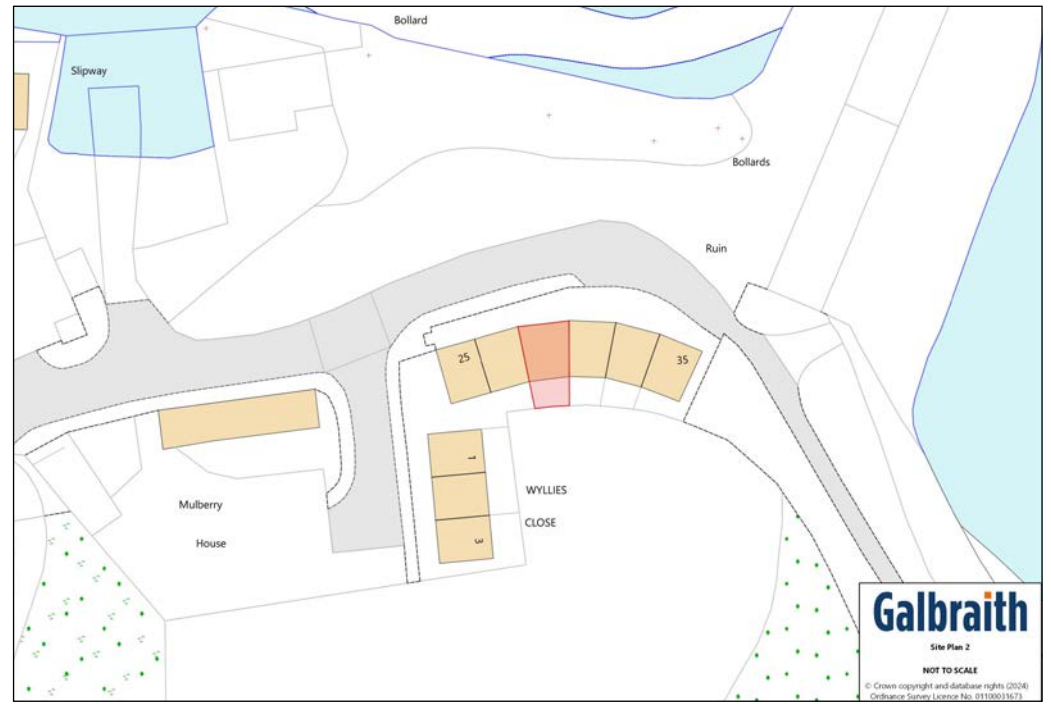 Bollard
Slipway
Bollards
Ruin
25
35
1
WYLLIES
Mulberry
CLOSE
3
House
Galbraith
Site Plan 2
NOT TO SCALE
© Crown copyright and database rights (2024)
Ordnance Survey Licence No. 01100031673